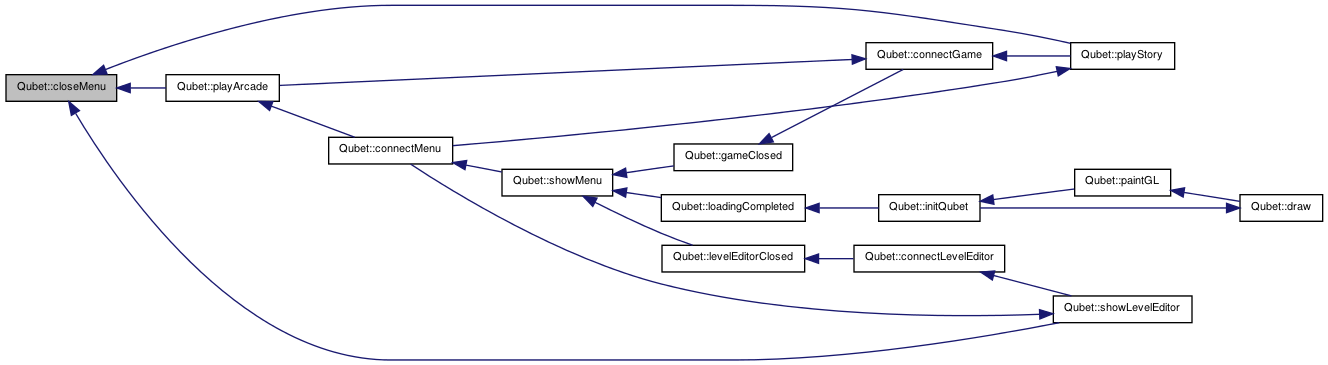 Qubet::closeMenu
Qubet::playArcade
Qubet::connectMenu
Qubet::showMenu
Qubet::gameClosed
Qubet::connectGame
Qubet::playStory
Qubet::loadingCompleted
Qubet::initQubet
Qubet::paintGL
Qubet::draw
Qubet::levelEditorClosed
Qubet::connectLevelEditor
Qubet::showLevelEditor